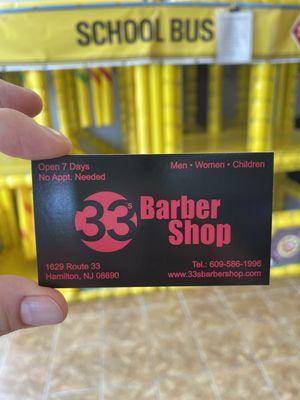 SCHOOL BUS
Open 7 Days
No Appt. Needed
Men • Women • Children
33's Barber
Shop
1629 Route 33
Hamilton, NJ 08690
Tel.: 609-586-1996
www.33sbarbershop.com